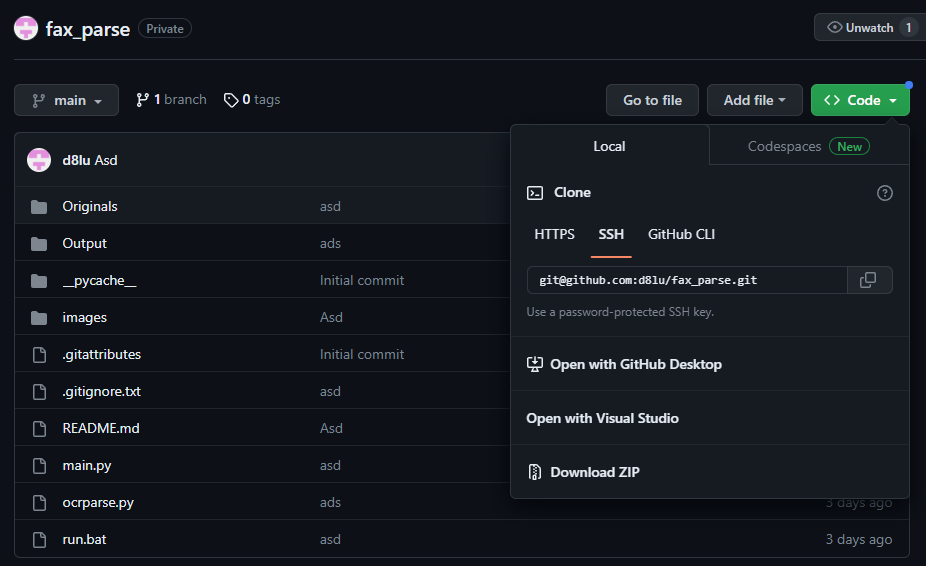 fax_parse Private Unwatch 1
main 1 branch 0 tags Go to file Add file <> Code
d8lu Asd
Local Codespaces New
Clone
Originals asd
HTTPS SSH GitHub CLI
Output ads
__pycache__ Initial commit
git@github.com:d8lu/fax_parse.git
images Asd
Use a password-protected SSH key.
.gitattributes Initial commit
Open with GitHub Desktop
.gitignore.txt asd
Open with Visual Studio
README.md Asd
main.py asd
Download ZIP
ocrparse.py ads 3 days ago
run.bat asd 3 days ago